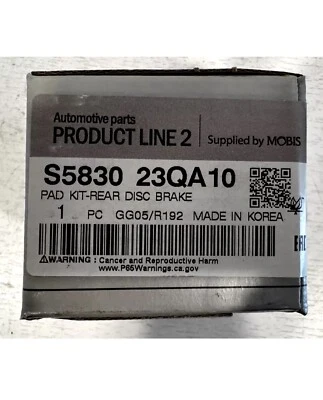 Automotive parts
PRODUCT LINE 2
Supplied by MOBIS
S5830 23QA10
PAD KIT-REAR DISC BRAKE
1 PC GG05/R192 MADE IN KOREA
⚠WARNING : Cancer and Reproductive Harm
www.P65Warnings.ca.gov
EAC